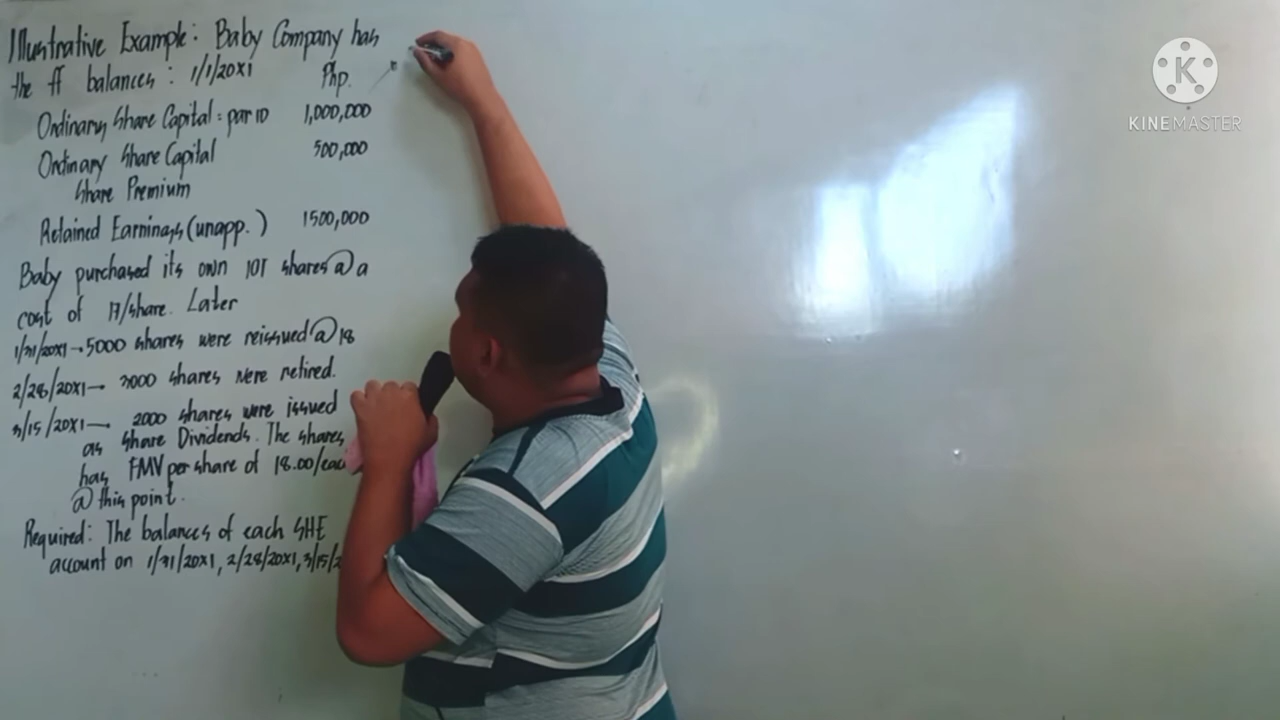 Illustrative Example: Baby Company has
the ff balances: 1/1/20x1 Php.
Ordinary Share Capital: par 10 1,000,000
Ordinary Share Capital 500,000
Share Premium
Retained Earnings (unapp.) 1500,000
Baby purchased its own 10T shares @ a
cost of 17/share. Later
1/31/20x1 → 5000 shares were reissued @ 18
2/28/20x1 → 3000 shares were retired.
3/15/20x1 — 2000 shares were issued
as Share Dividends. The shares
has FMV per share of 18.00/eac
@ this point.
Required: The balances of each SHE
account on 1/31/20x1, 2/28/20x1, 3/15/2
K
KINEMASTER